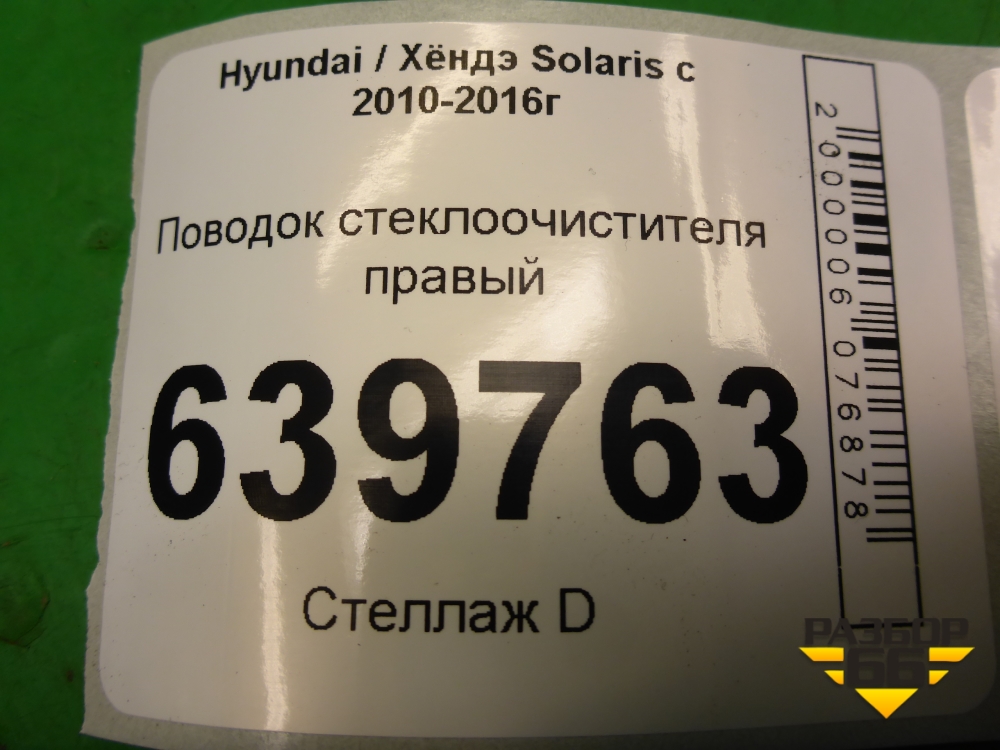 Hyundai / Хёндэ Solaris с
2010-2016г
Поводок стеклоочистителя
правый
639763
Стеллаж D
2000006076878
РАЗБОР
66